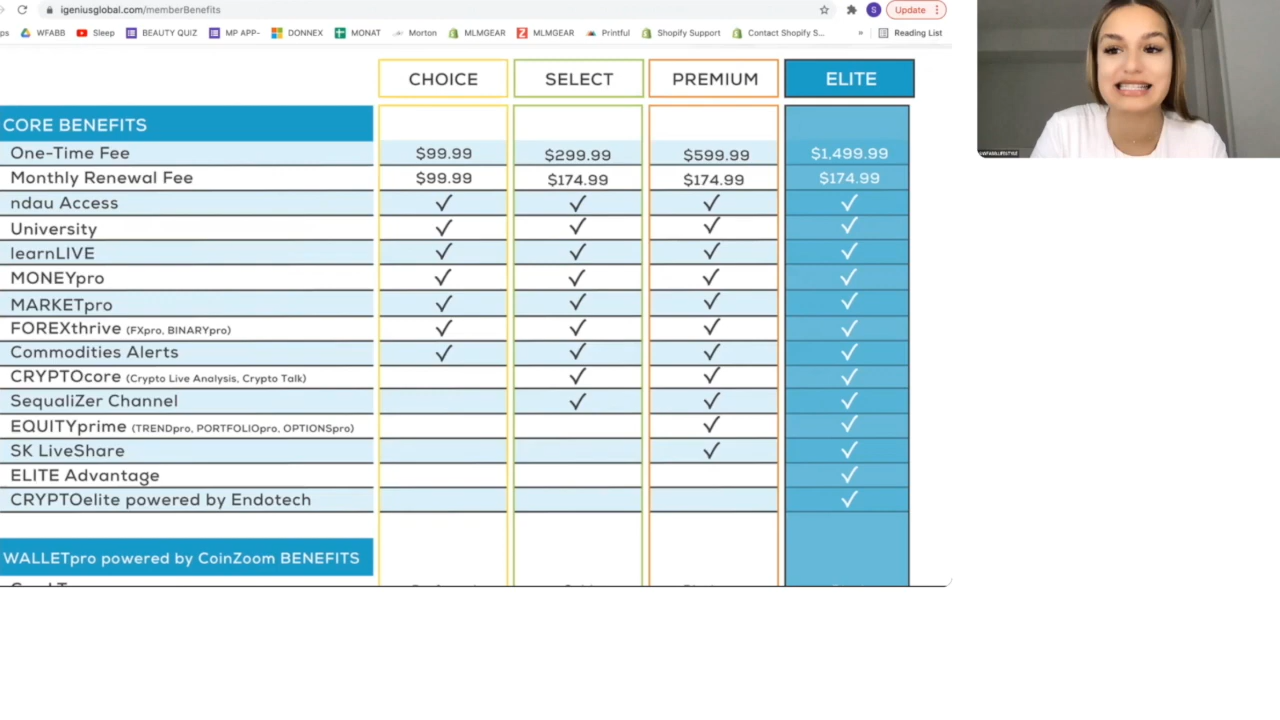 igeniusglobal.com/memberBenefits
Update
ps WFABB Sleep BEAUTY QUIZ MP APP- DONNEX MONAT Morton MLMGEAR MLMGEAR Printful Shopify Support Contact Shopify S... » Reading List
CHOICE SELECT PREMIUM ELITE
CORE BENEFITS
One-Time Fee $99.99 $299.99 $599.99 $1,499.99
Monthly Renewal Fee $99.99 $174.99 $174.99 $174.99
ndau Access ✓ ✓ ✓ ✓
University ✓ ✓ ✓ ✓
learnLIVE ✓ ✓ ✓ ✓
MONEYpro ✓ ✓ ✓ ✓
MARKETpro ✓ ✓ ✓ ✓
FOREXthrive (FXpro, BINARYpro) ✓ ✓ ✓ ✓
Commodities Alerts ✓ ✓ ✓ ✓
CRYPTOcore (Crypto Live Analysis, Crypto Talk) ✓ ✓ ✓
SequaliZer Channel ✓ ✓ ✓
EQUITYprime (TRENDpro, PORTFOLIOpro, OPTIONSpro) ✓ ✓
SK LiveShare ✓ ✓
ELITE Advantage ✓
CRYPTOelite powered by Endotech ✓
WALLETpro powered by CoinZoom BENEFITS